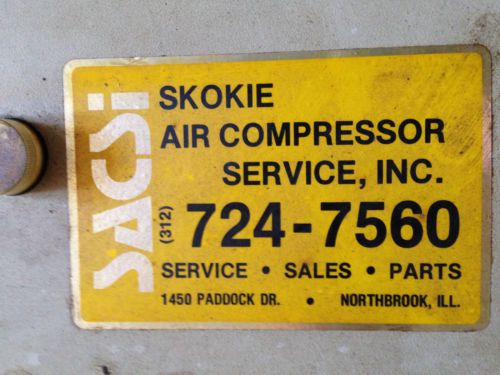 SACSi
SKOKIE
AIR COMPRESSOR
SERVICE, INC.
(312) 724-7560
SERVICE • SALES • PARTS
1450 PADDOCK DR. • NORTHBROOK, ILL.